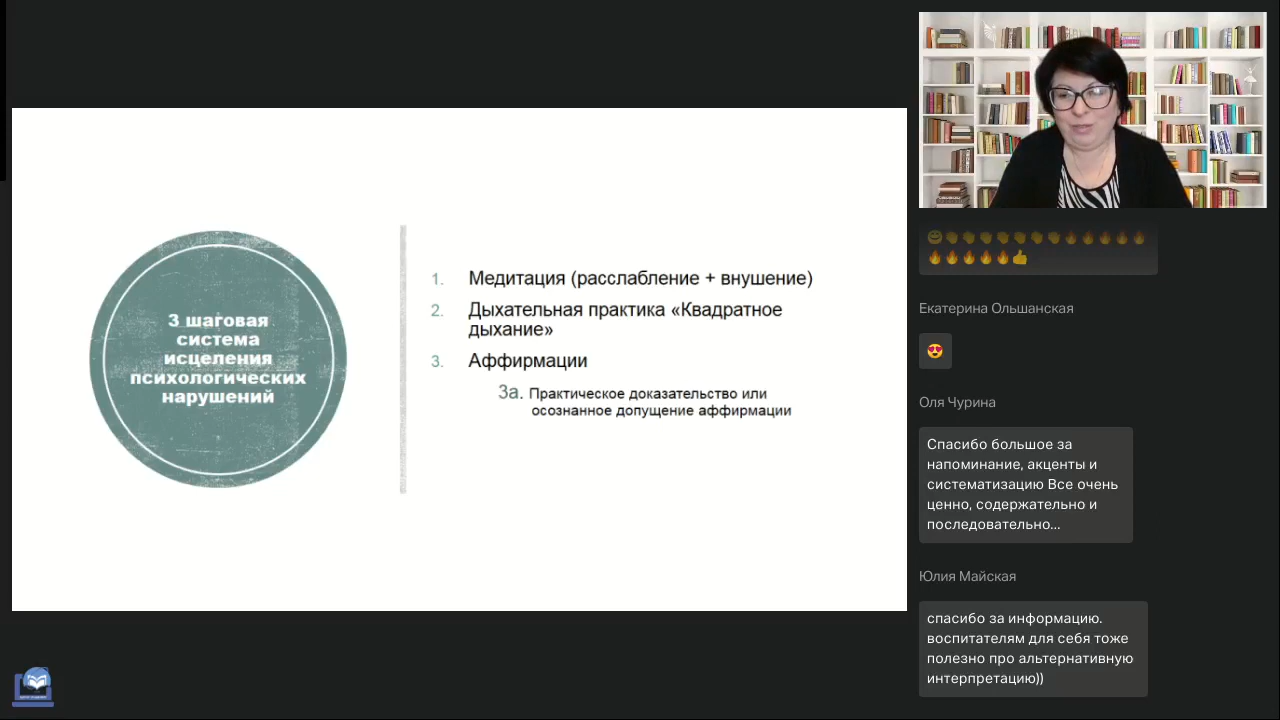 3 шаговая
система
исцеления
психологических
нарушений
1. Медитация (расслабление + внушение)
2. Дыхательная практика «Квадратное
дыхание»
3. Аффирмации
3а. Практическое доказательство или
осознанное допущение аффирмации
Екатерина Ольшанская
😍
Оля Чурина
Спасибо большое за
напоминание, акценты и
систематизацию Все очень
ценно, содержательно и
последовательно...
Юлия Майская
спасибо за информацию.
воспитателям для себя тоже
полезно про альтернативную
интерпретацию))